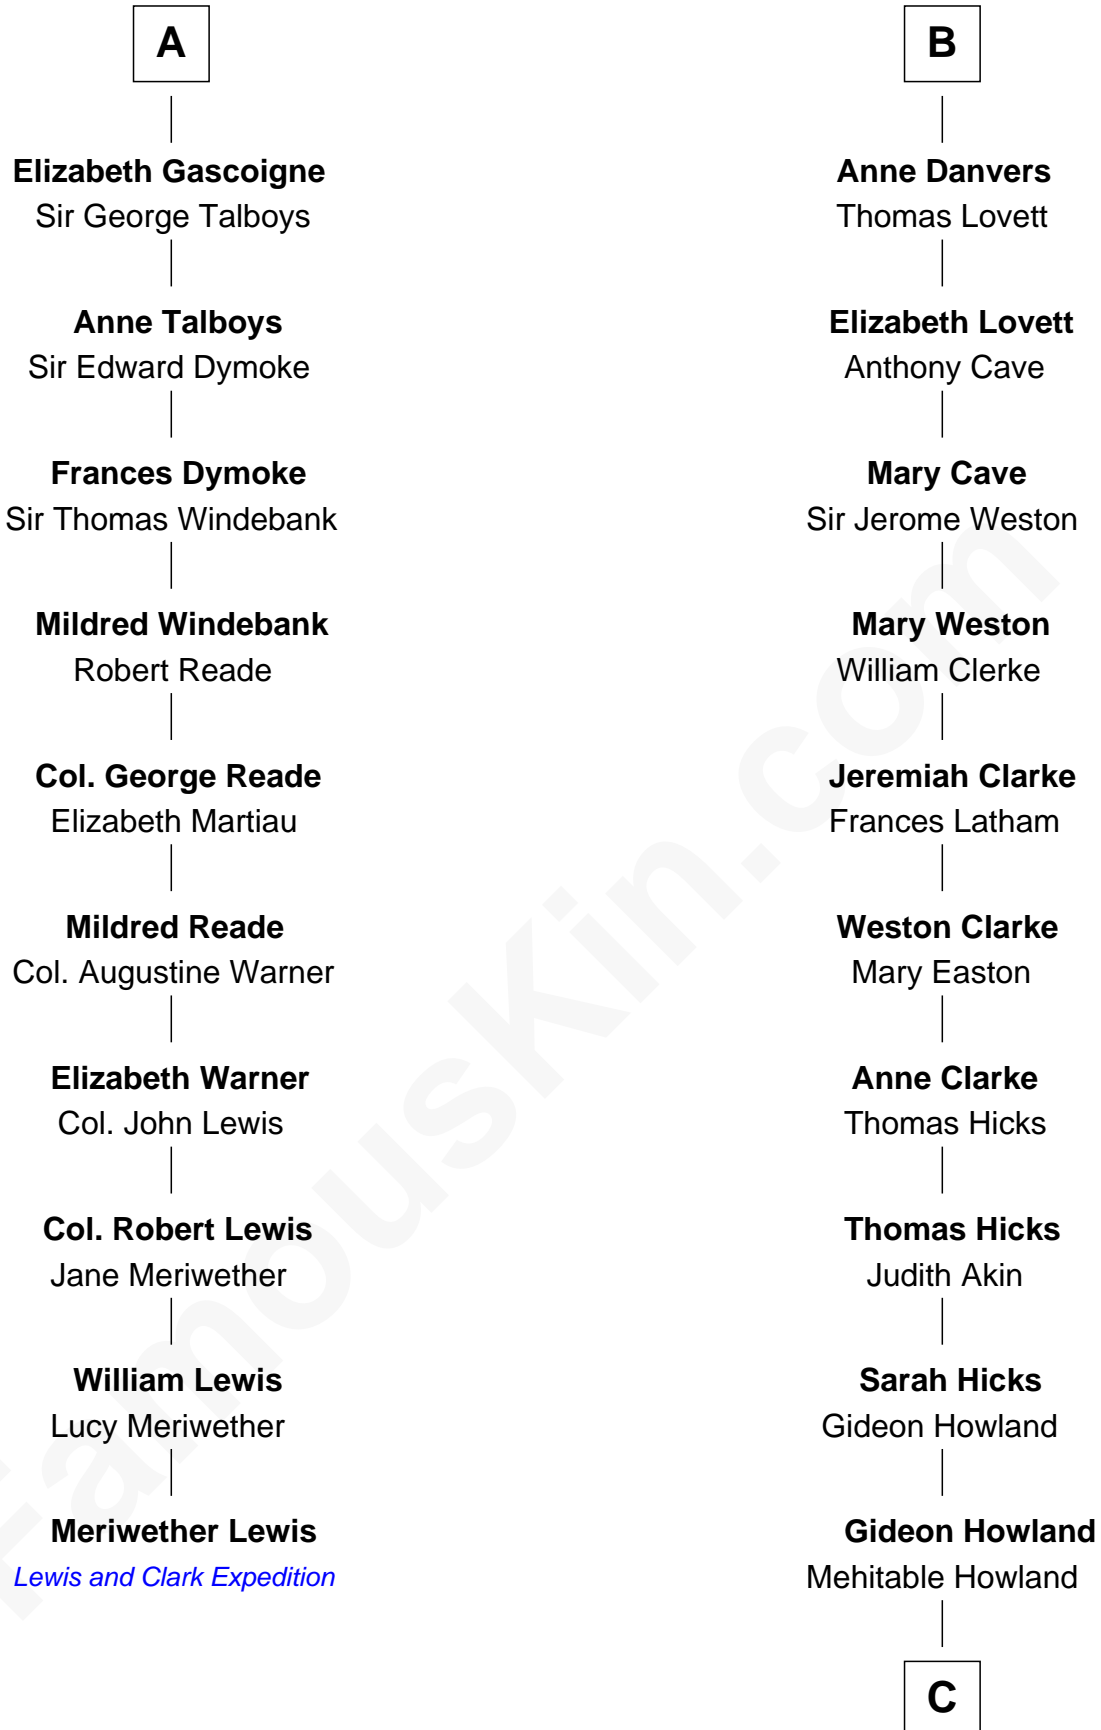 A
Elizabeth Gascoigne
Sir George Talboys
Anne Talboys
Sir Edward Dymoke
Frances Dymoke
Sir Thomas Windebank
Mildred Windebank
Robert Reade
Col. George Reade
Elizabeth Martiau
Mildred Reade
Col. Augustine Warner
Elizabeth Warner
Col. John Lewis
Col. Robert Lewis
Jane Meriwether
William Lewis
Lucy Meriwether
Meriwether Lewis
Lewis and Clark Expedition
B
Anne Danvers
Thomas Lovett
Elizabeth Lovett
Anthony Cave
Mary Cave
Sir Jerome Weston
Mary Weston
William Clerke
Jeremiah Clarke
Frances Latham
Weston Clarke
Mary Easton
Anne Clarke
Thomas Hicks
Thomas Hicks
Judith Akin
Sarah Hicks
Gideon Howland
Gideon Howland
Mehitable Howland
C
FamousKin.com